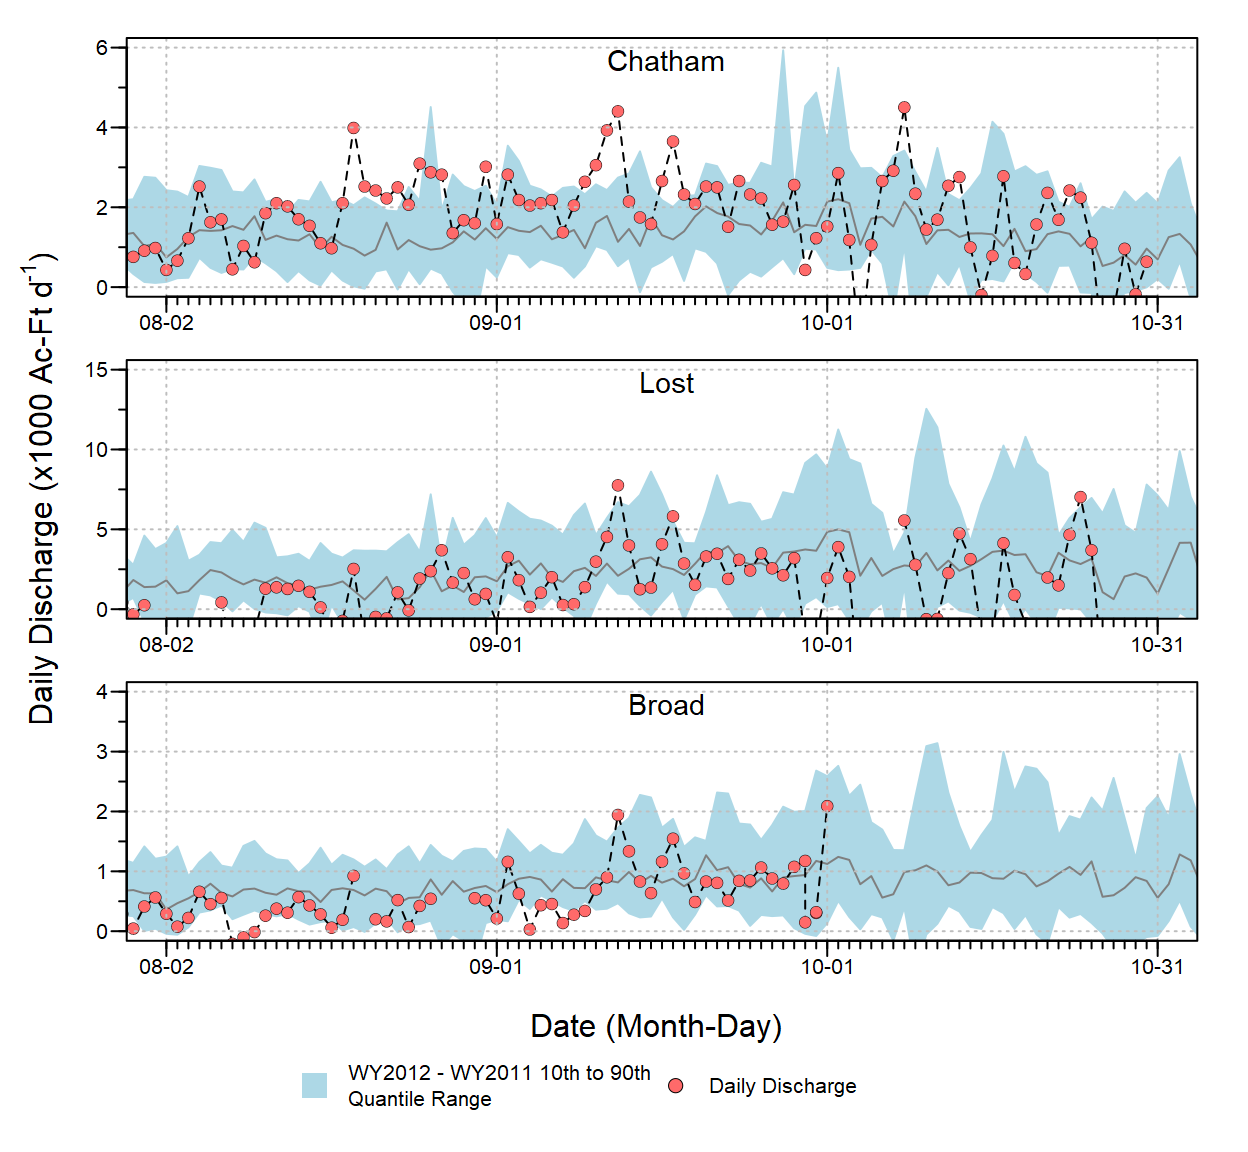 Daily Discharge (x1000 Ac-Ft d-1)
Chatham
6
4
2
0
08-02 09-01 10-01 10-31
Lost
15
10
5
0
08-02 09-01 10-01 10-31
Broad
4
3
2
1
0
08-02 09-01 10-01 10-31
Date (Month-Day)
WY2012 - WY2011 10th to 90th
Quantile Range
Daily Discharge